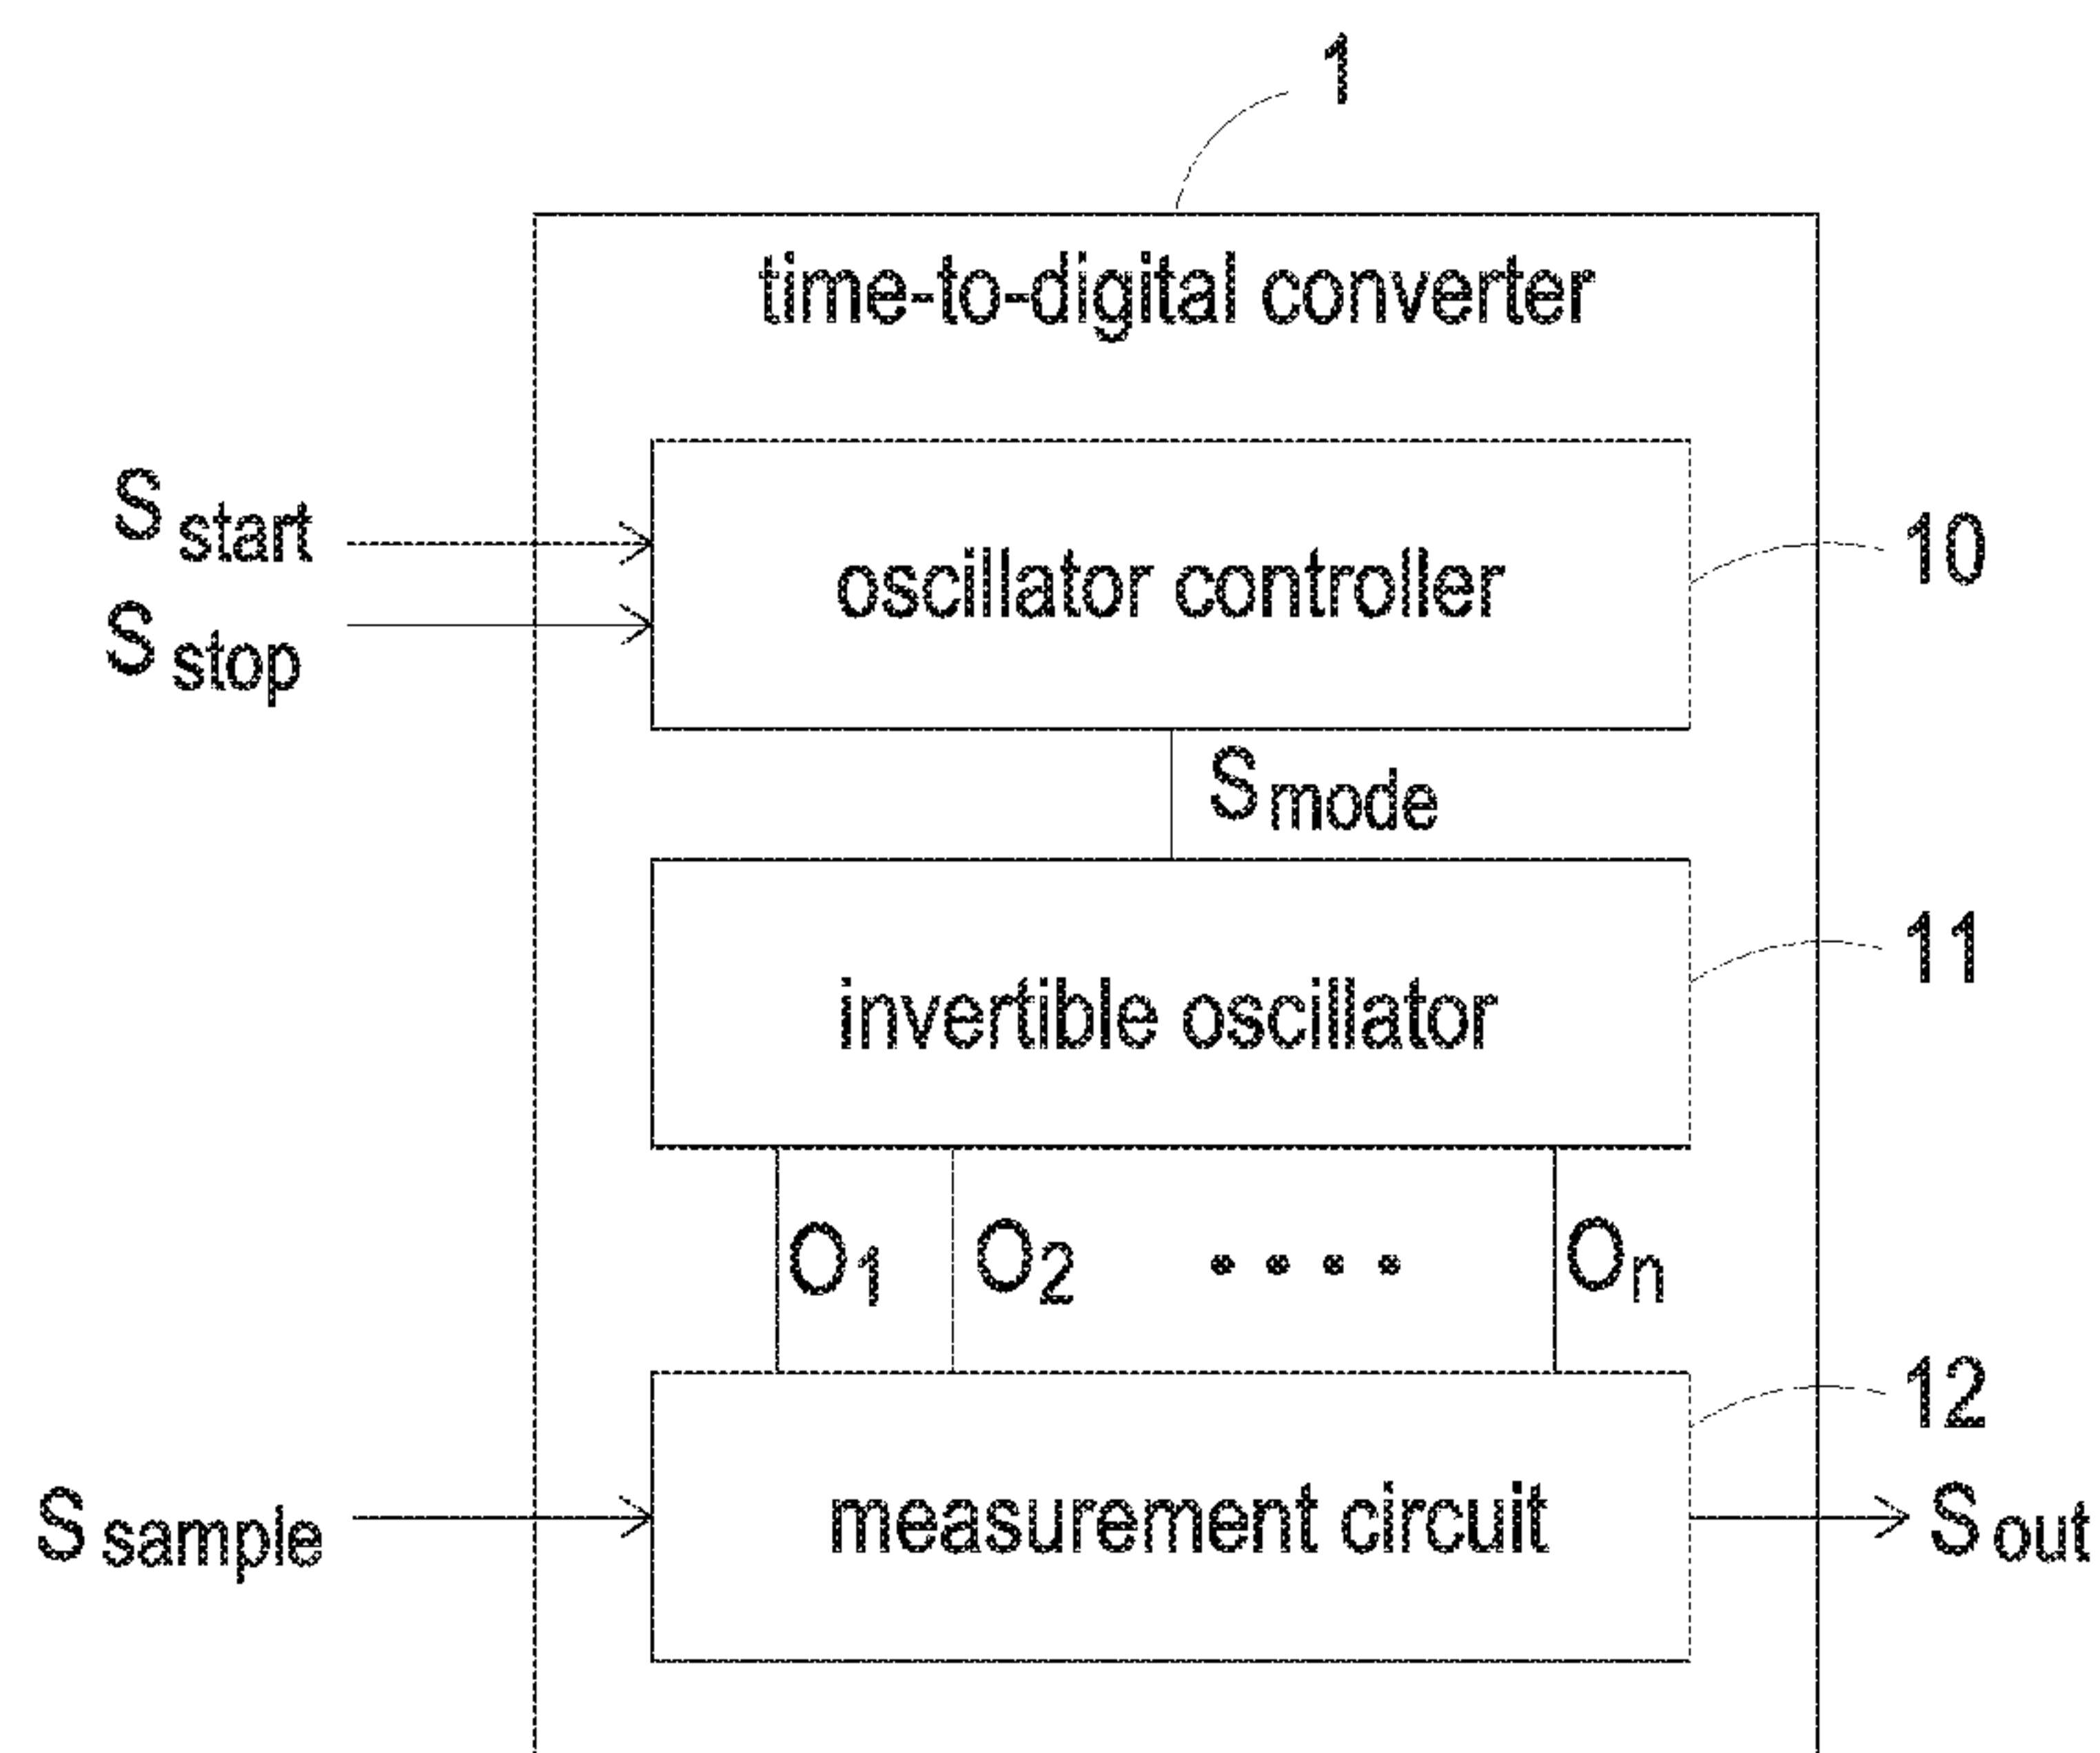 1
time-to-digital converter
S start
S stop
oscillator controller
10
S mode
invertible oscillator
11
O1 O2 . . . . On
12
S sample
measurement circuit
S out